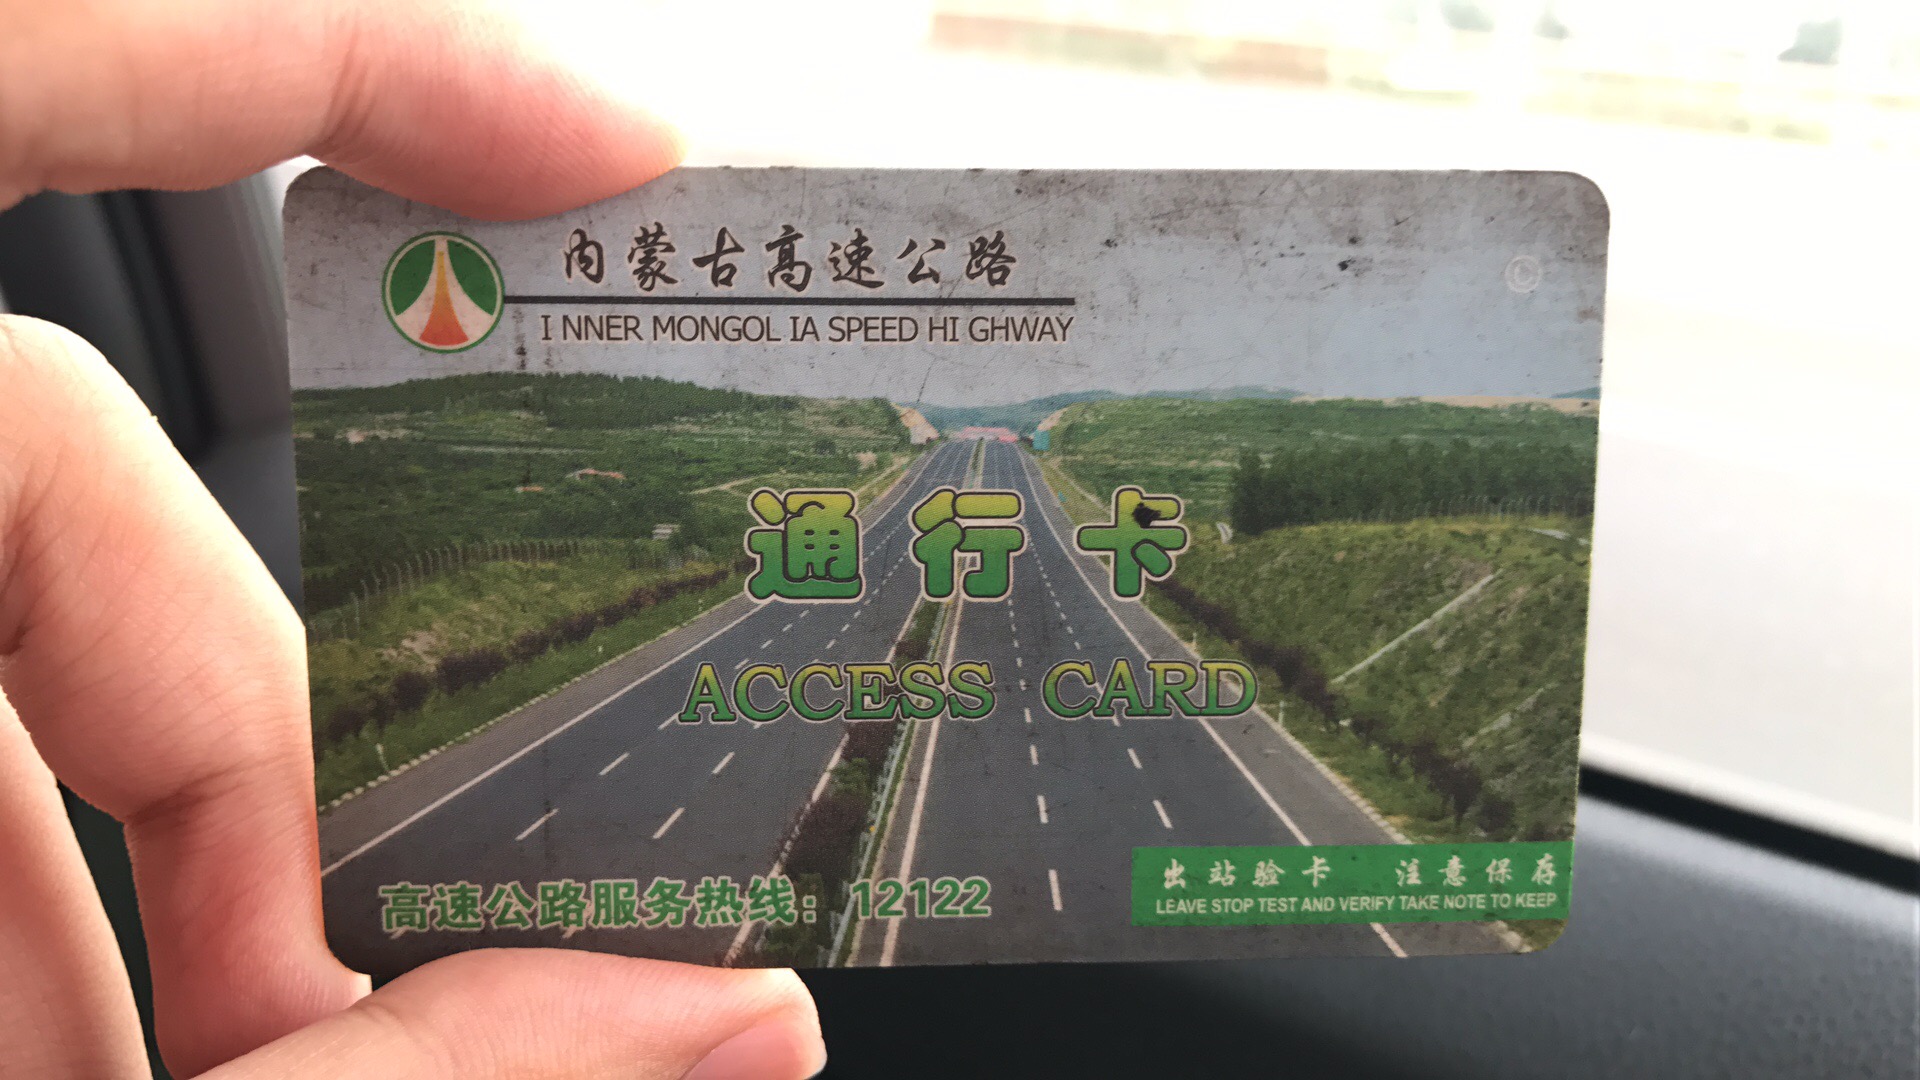 内蒙古高速公路
I NNER MONGOL IA SPEED HI GHWAY
通行卡
ACCESS CARD
高速公路服务热线：12122
出站验卡 注意保存
LEAVE STOP TEST AND VERIFY TAKE NOTE TO KEEP